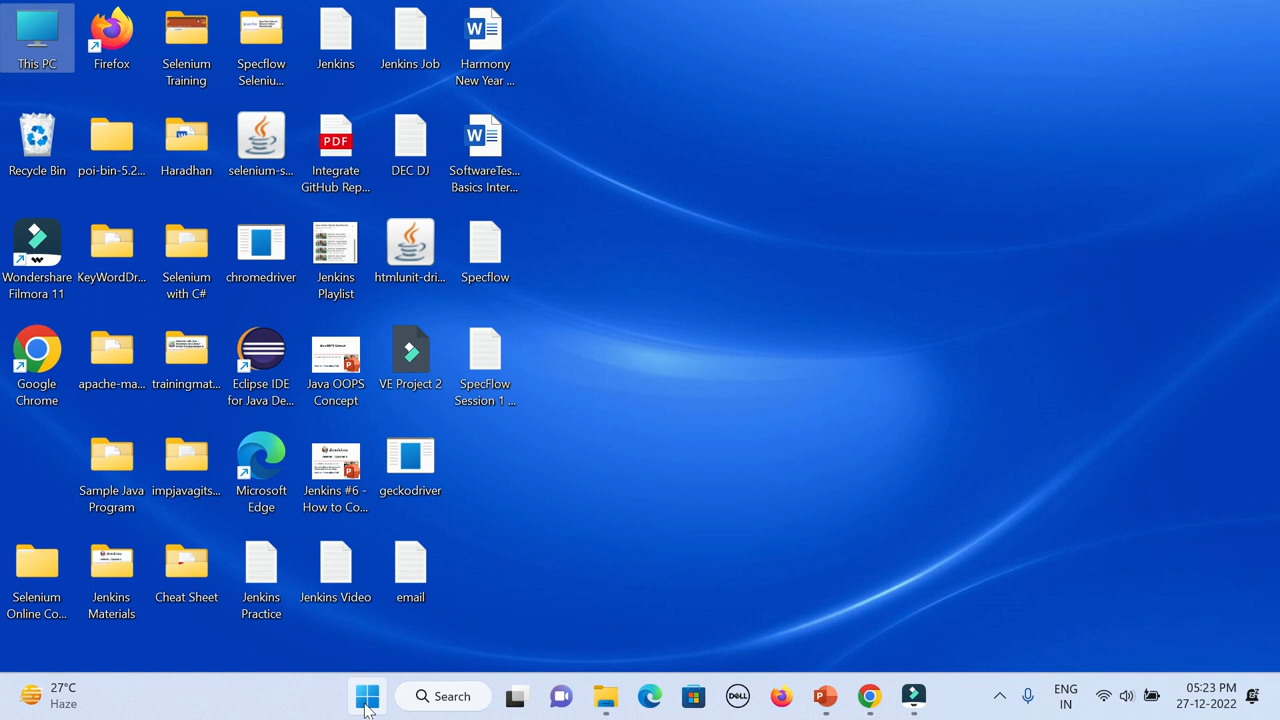 This PC
Firefox
Selenium
Training
Specflow
Seleniu...
Jenkins
Jenkins Job
Harmony
New Year ...
Recycle Bin
poi-bin-5.2...
Haradhan
selenium-s...
PDF
Integrate
GitHub Rep...
DEC DJ
SoftwareTes...
Basics Inter...
Wondershare
Filmora 11
KeyWordDr...
Selenium
with C#
chromedriver
Jenkins
Playlist
htmlunit-dri...
Specflow
Google
Chrome
apache-ma...
trainingmat...
Eclipse IDE
for Java De...
Java OOPS
Concept
VE Project 2
SpecFlow
Session 1 ...
Sample Java
Program
impjavagits...
Microsoft
Edge
Jenkins #6 -
How to Co...
geckodriver
Selenium
Online Co...
Jenkins
Materials
Cheat Sheet
Jenkins
Practice
Jenkins Video
email
27°C
Haze
Search
DELL
ENG
IN
05:23 PM
27-12-2022